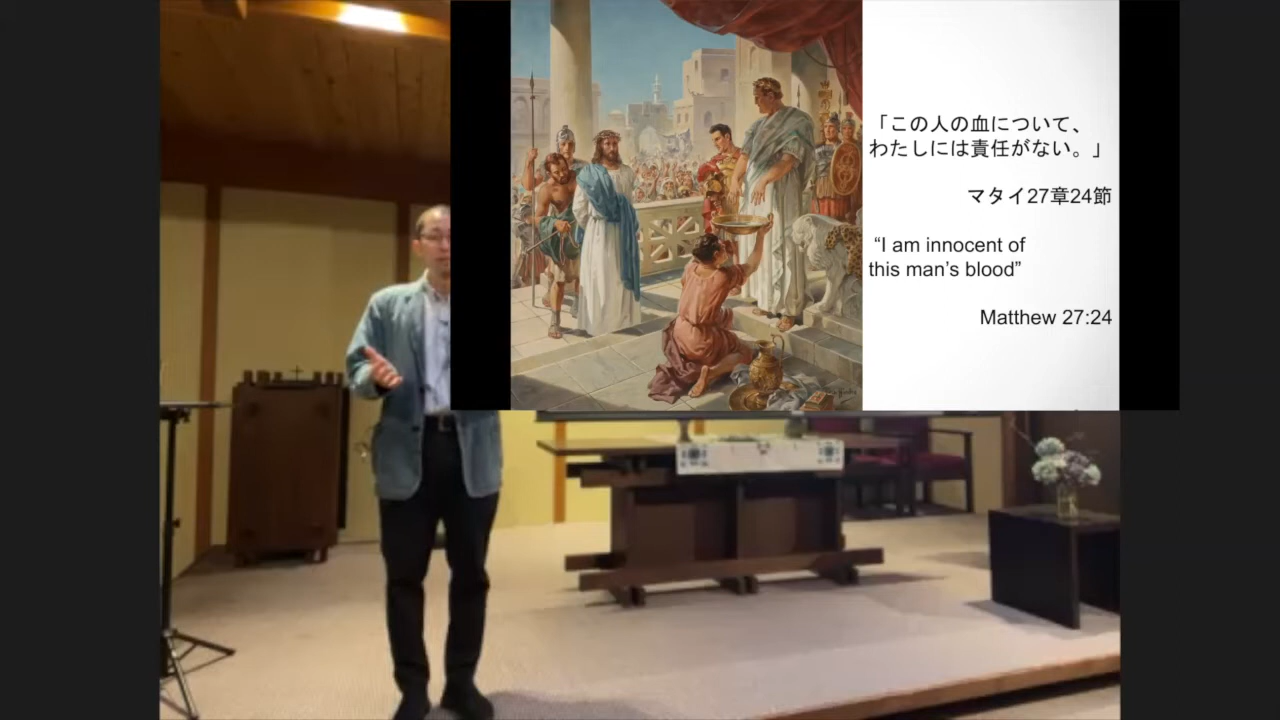 「この人の血について、
わたしには責任がない。」
マタイ27章24節
“I am innocent of
this man’s blood”
Matthew 27:24